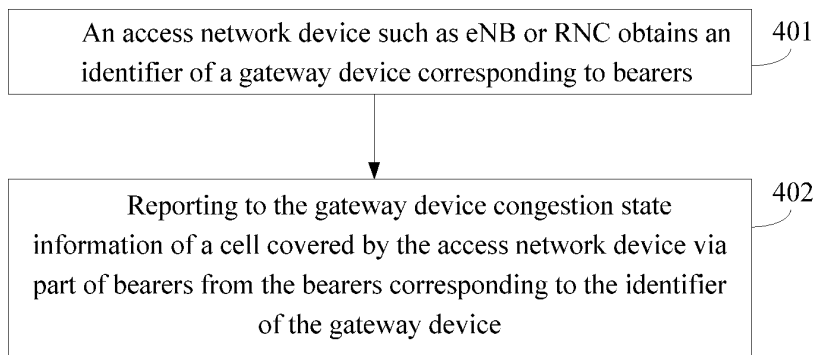 An access network device such as eNB or RNC obtains an
identifier of a gateway device corresponding to bearers
401
Reporting to the gateway device congestion state
information of a cell covered by the access network device via
part of bearers from the bearers corresponding to the identifier
of the gateway device
402